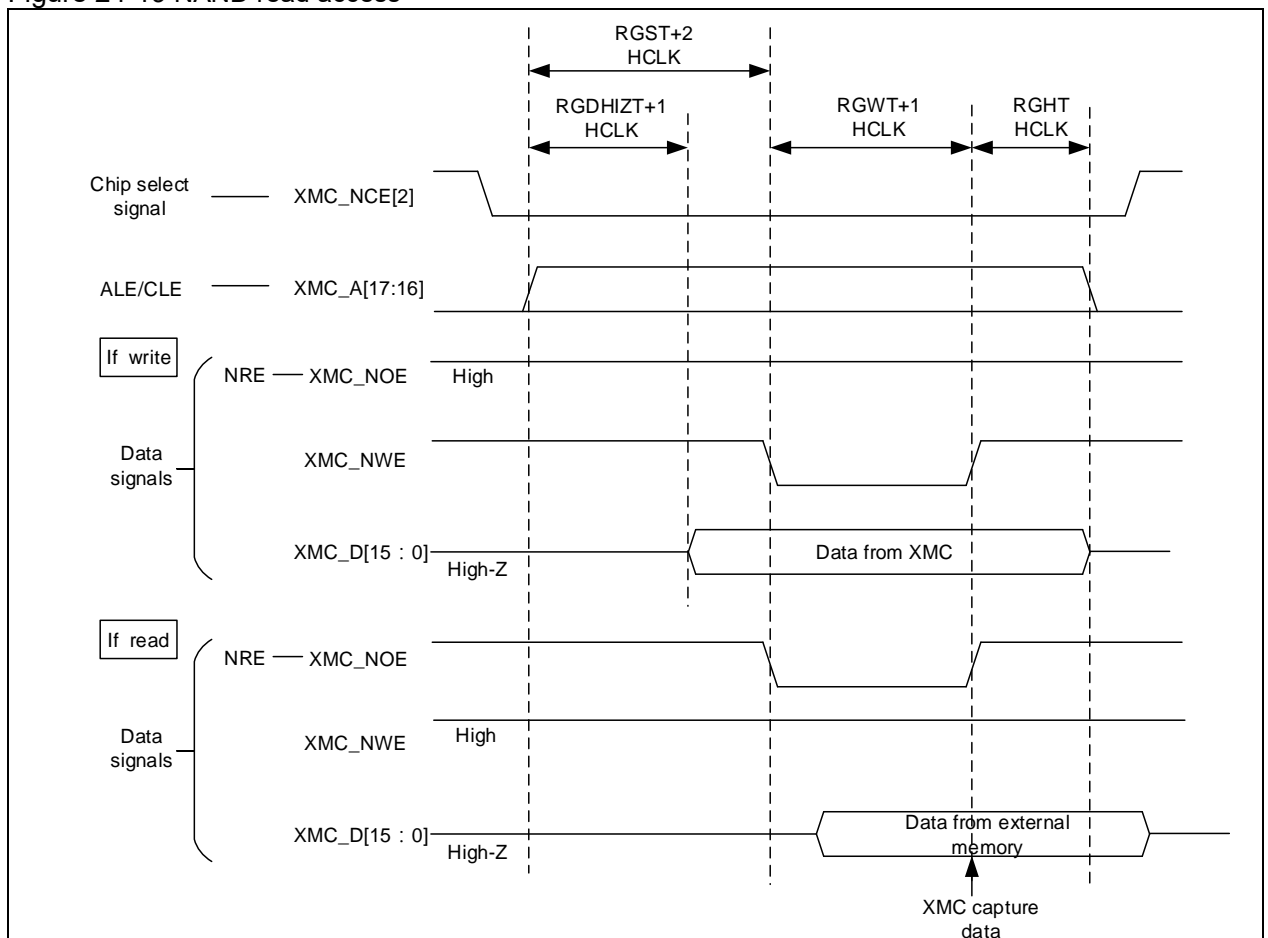 Figure 24-15 NAND read access
RGST+2
HCLK
RGDHIZT+1
HCLK
RGWT+1
HCLK
RGHT
HCLK
Chip select
signal
XMC_NCE[2]
ALE/CLE
XMC_A[17:16]
If write
NRE
XMC_NOE
High
Data
signals
XMC_NWE
XMC_D[15 : 0]
High-Z
Data from XMC
If read
NRE
XMC_NOE
Data
signals
XMC_NWE
High
XMC_D[15 : 0]
High-Z
Data from external
memory
XMC capture
data